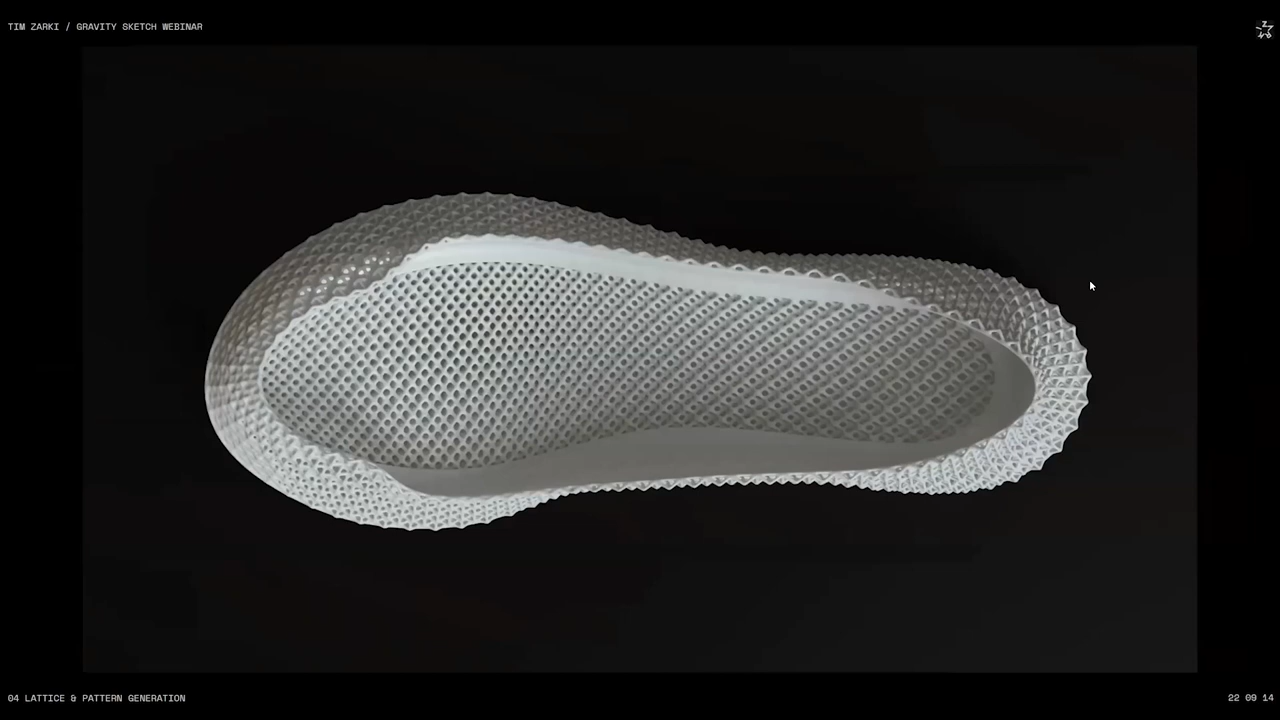 TIM ZARKI / GRAVITY SKETCH WEBINAR
04 LATTICE & PATTERN GENERATION
22 09 14